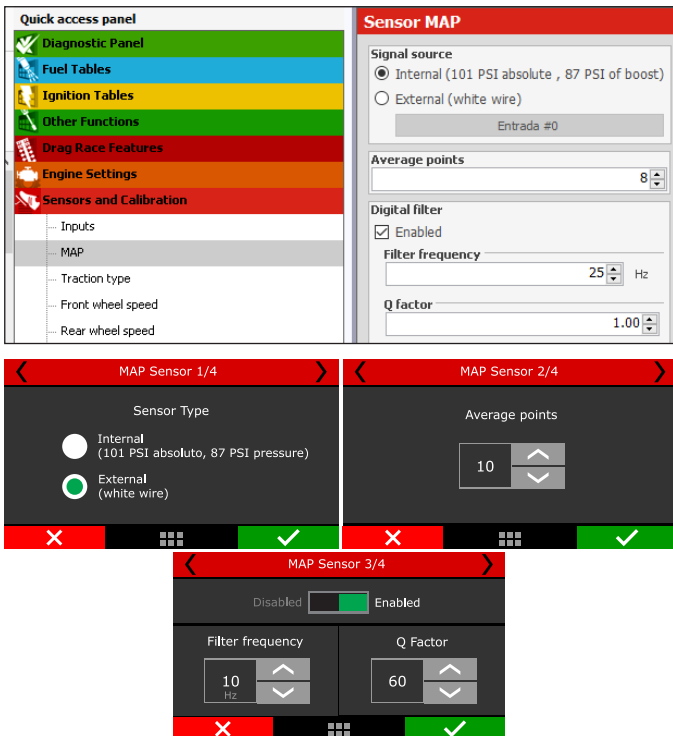 Quick access panel
Diagnostic Panel
Fuel Tables
Ignition Tables
Other Functions
Drag Race Features
Engine Settings
Sensors and Calibration
Inputs
MAP
Traction type
Front wheel speed
Rear wheel speed
Sensor MAP
Signal source
Internal (101 PSI absolute , 87 PSI of boost)
External (white wire)
Entrada #0
Average points
8
Digital filter
Enabled
Filter frequency
25 Hz
Q factor
1.00
MAP Sensor 1/4
Sensor Type
Internal
(101 PSI absoluto, 87 PSI pressure)
External
(white wire)
MAP Sensor 2/4
Average points
10
MAP Sensor 3/4
Disabled Enabled
Filter frequency
10
Hz
Q Factor
60